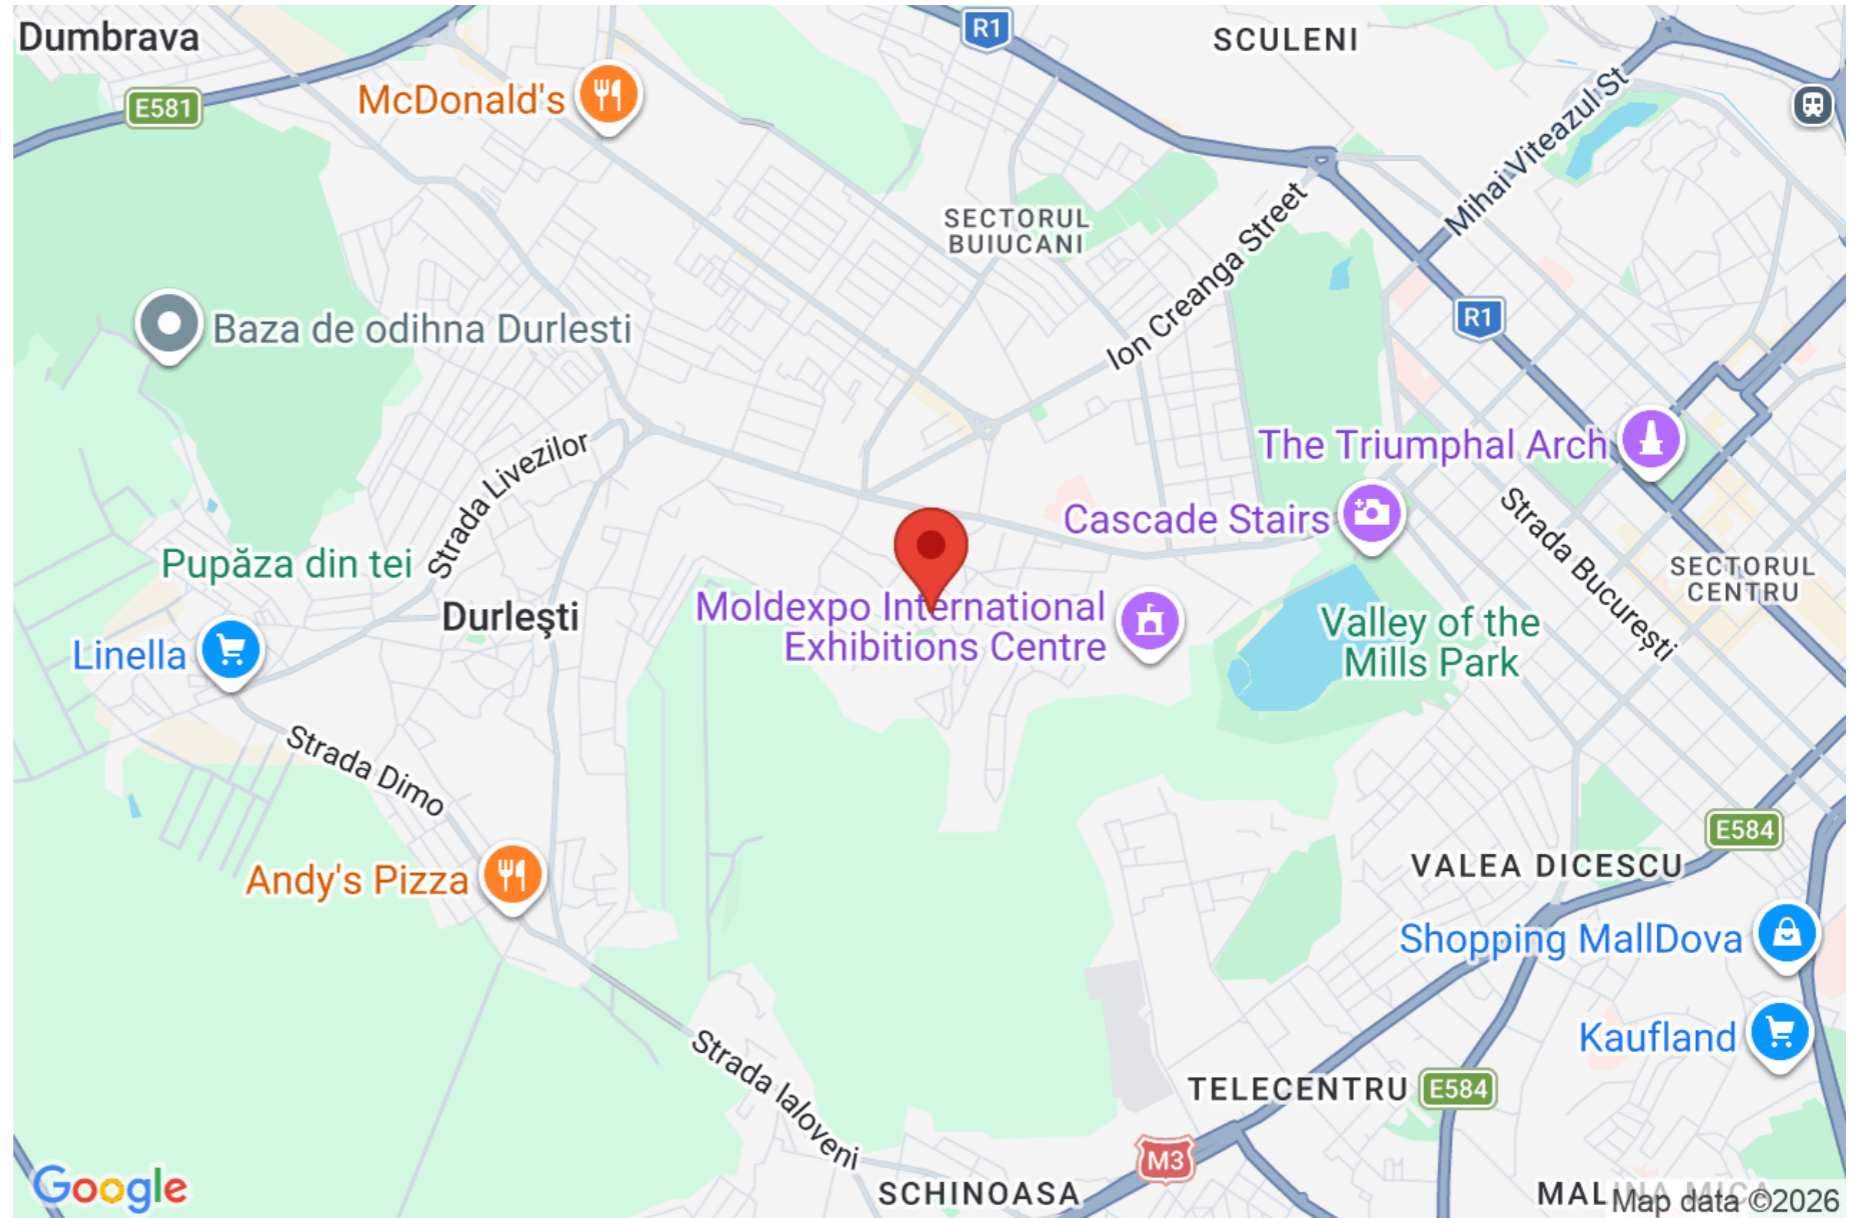 Dumbrava
R1
SCULENI
E581
McDonald's
Mihai Viteazul St
SECTORUL
BUIUCANI
Ion Creanga Street
Baza de odihna Durlesti
R1
Strada Livezilor
The Triumphal Arch
Cascade Stairs
Strada București
Pupăza din tei
SECTORUL
CENTRU
Durleşti
Moldexpo International
Exhibitions Centre
Valley of the
Mills Park
Linella
Strada Dimo
E584
Andy's Pizza
VALEA DICESCU
Shopping MallDova
Kaufland
Strada Ialoveni
TELECENTRU
E584
M3
Google
SCHINOASA
MALINA MICA
Map data ©2026